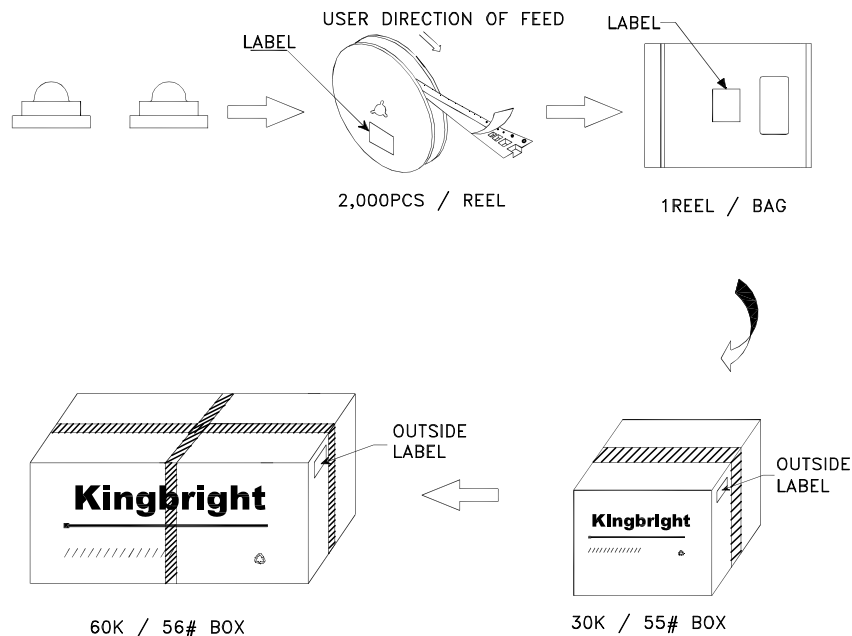 USER DIRECTION OF FEED
LABEL
LABEL
2,000PCS / REEL
1REEL / BAG
OUTSIDE
LABEL
OUTSIDE
LABEL
Kingbright
Kingbright
60K / 56# BOX
30K / 55# BOX